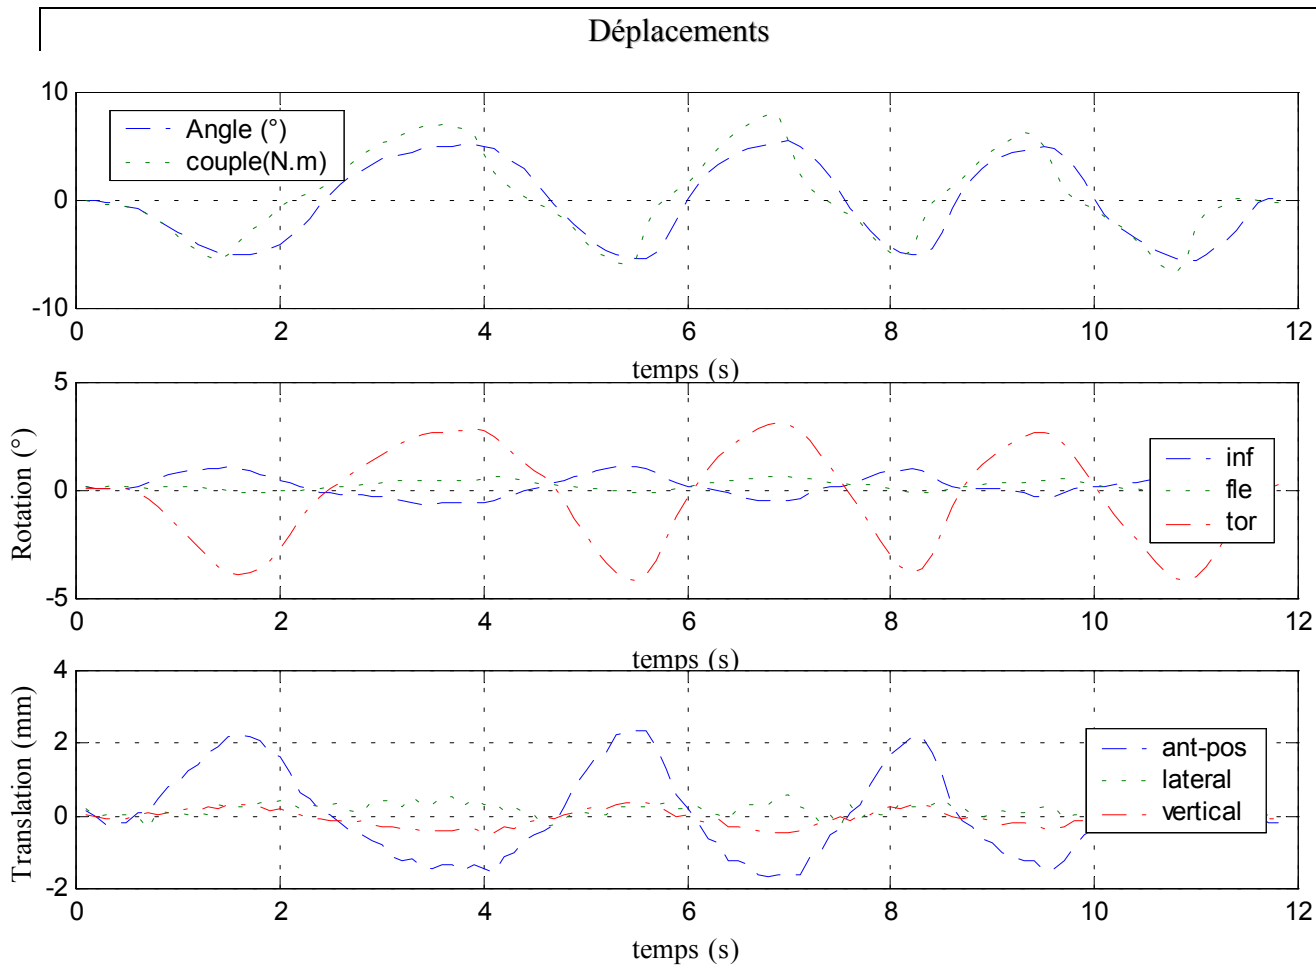 Déplacements
10
Angle (°)
couple(N.m)
0
-10
0 2 4 6 8 10 12
temps (s)
5
Rotation (°)
inf
fle
tor
0
-5
0 2 4 6 8 10 12
temps (s)
4
Translation (mm)
2
ant-pos
lateral
vertical
0
-2
0 2 4 6 8 10 12
temps (s)